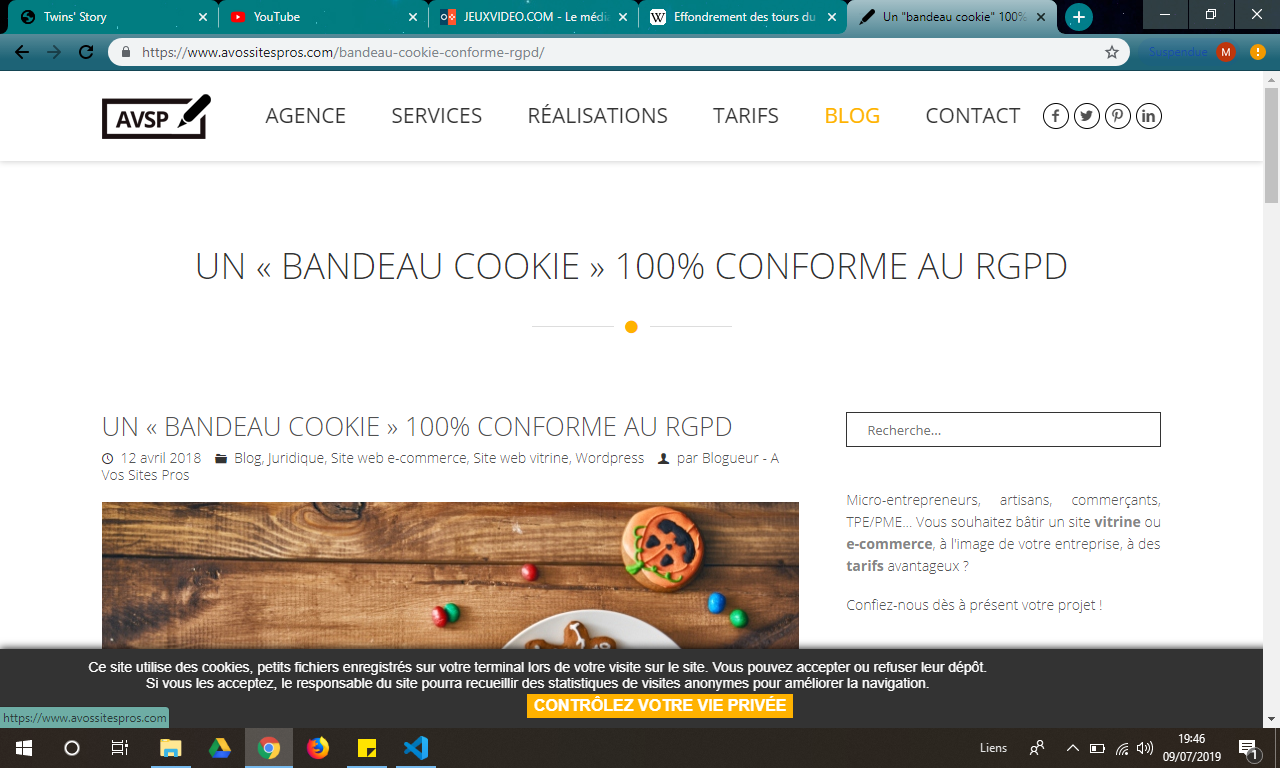 Twins' Story
YouTube
JEUXVIDEO.COM - Le média
Effondrement des tours du
Un "bandeau cookie" 100%
https://www.avossitespros.com/bandeau-cookie-conforme-rgpd/
Suspendue
M
AVSP
AGENCE
SERVICES
RÉALISATIONS
TARIFS
BLOG
CONTACT
UN « BANDEAU COOKIE » 100% CONFORME AU RGPD
UN « BANDEAU COOKIE » 100% CONFORME AU RGPD
12 avril 2018 Blog, Juridique, Site web e-commerce, Site web vitrine, Wordpress par Blogueur - A
Vos Sites Pros
Recherche...
Micro-entrepreneurs, artisans, commerçants,
TPE/PME... Vous souhaitez bâtir un site vitrine ou
e-commerce, à l'image de votre entreprise, à des
tarifs avantageux ?
Confiez-nous dès à présent votre projet !
Ce site utilise des cookies, petits fichiers enregistrés sur votre terminal lors de votre visite sur le site. Vous pouvez accepter ou refuser leur dépôt.
Si vous les acceptez, le responsable du site pourra recueillir des statistiques de visites anonymes pour améliorer la navigation.
CONTRÔLEZ VOTRE VIE PRIVÉE
https://www.avossitespros.com
Liens
19:46
09/07/2019
1